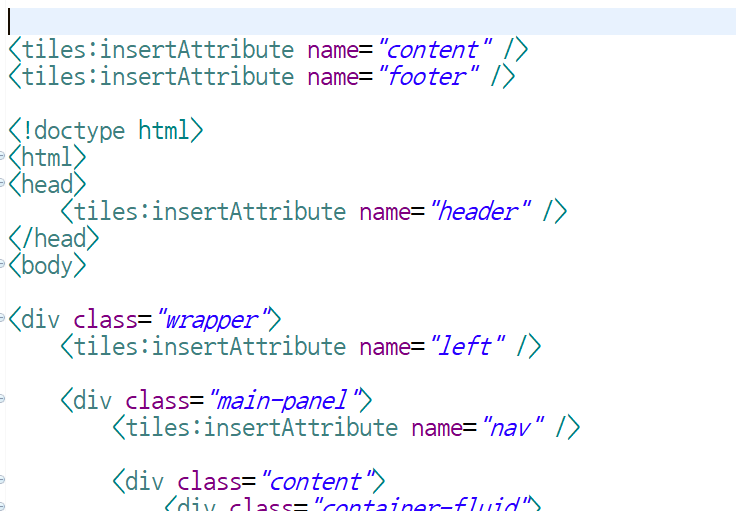 <tiles:insertAttribute name="content" />
<tiles:insertAttribute name="footer" />
<!doctype html>
<html>
<head>
<tiles:insertAttribute name="header" />
</head>
<body>
<div class="wrapper">
<tiles:insertAttribute name="left" />
<div class="main-panel">
<tiles:insertAttribute name="nav" />
<div class="content">
<div class="container-fluid">